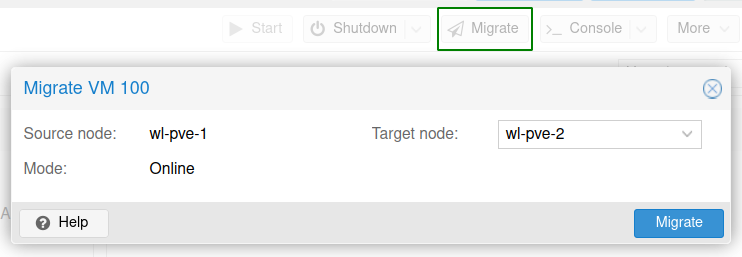 Start Shutdown Migrate Console More
Migrate VM 100
Source node: wl-pve-1 Target node: wl-pve-2
Mode: Online
A
Help Migrate